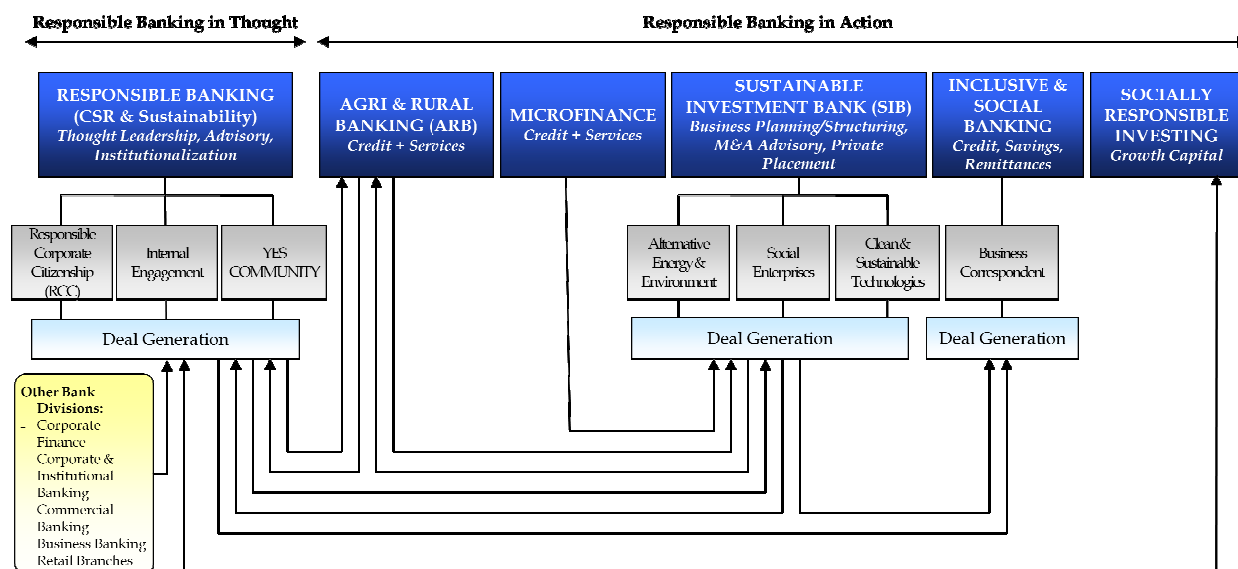 Responsible Banking in Thought
Responsible Banking in Action
RESPONSIBLE BANKING
(CSR & Sustainability)
Thought Leadership, Advisory,
Institutionalization
AGRI & RURAL
BANKING (ARB)
Credit + Services
MICROFINANCE
Credit + Services
SUSTAINABLE
INVESTMENT BANK (SIB)
Business Planning/Structuring,
M&A Advisory, Private
Placement
INCLUSIVE &
SOCIAL
BANKING
Credit, Savings,
Remittances
SOCIALLY
RESPONSIBLE
INVESTING
Growth Capital
Responsible
Corporate
Citizenship
(RCC)
Internal
Engagement
YES
COMMUNITY
Alternative
Energy &
Environment
Social
Enterprises
Clean &
Sustainable
Technologies
Business
Correspondent
Deal Generation
Deal Generation
Deal Generation
Other Bank
Divisions:
- Corporate
Finance
Corporate &
Institutional
Banking
Commercial
Banking
Business Banking
Retail Branches